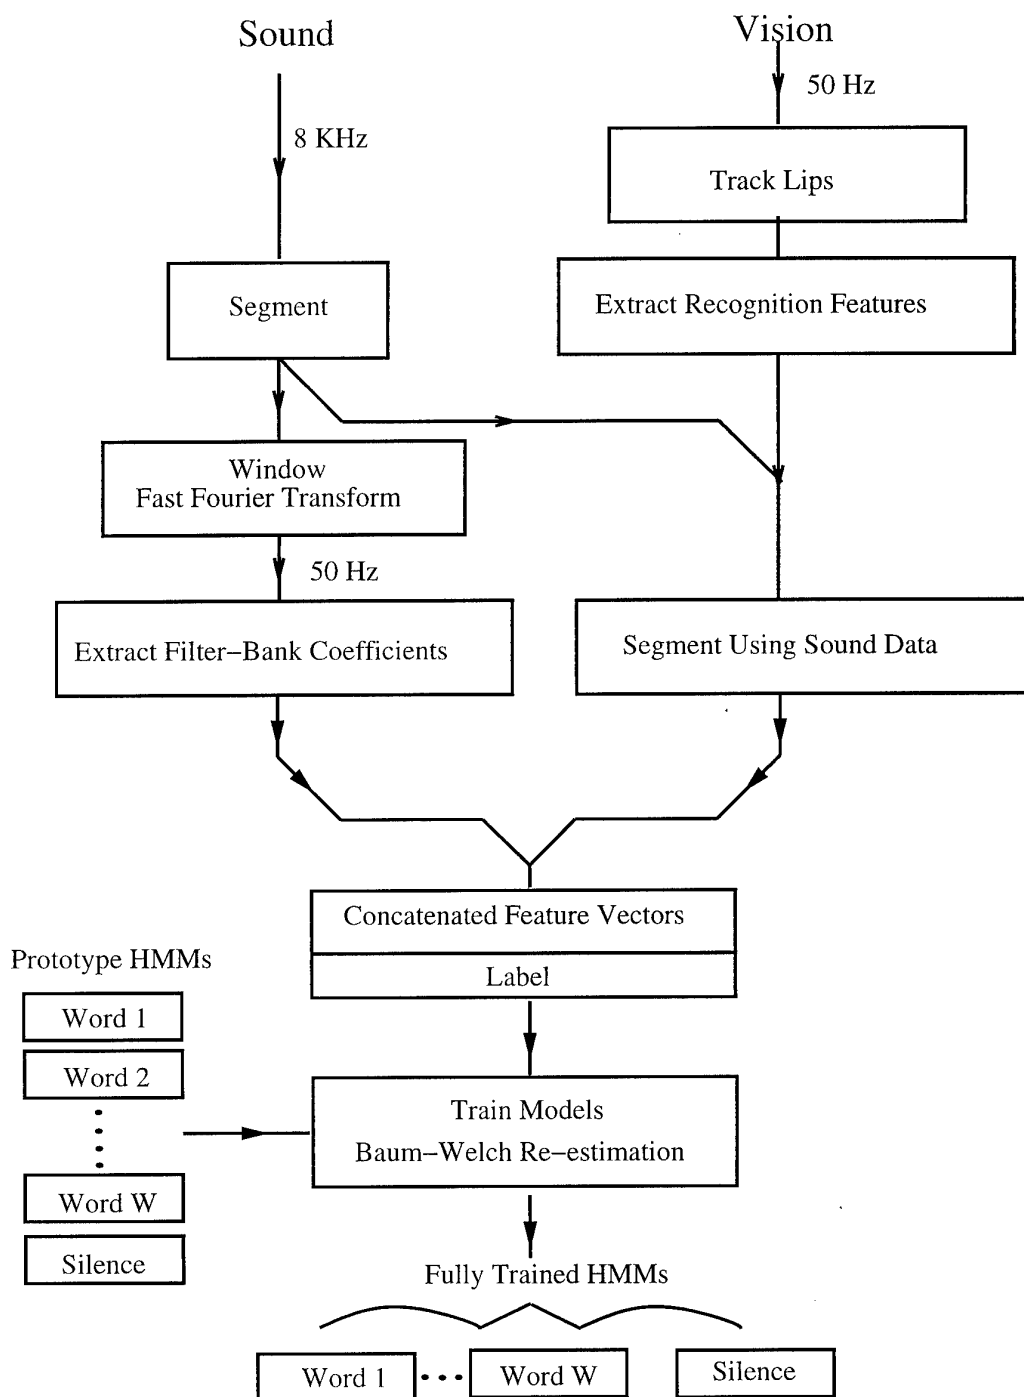 Sound
Vision
50 Hz
8 KHz
Track Lips
Segment
Extract Recognition Features
Window
Fast Fourier Transform
50 Hz
Extract Filter-Bank Coefficients
Segment Using Sound Data
Concatenated Feature Vectors
Label
Prototype HMMs
Word 1
Word 2
Word W
Silence
Train Models
Baum-Welch Re-estimation
Fully Trained HMMs
Word 1
Word W
Silence